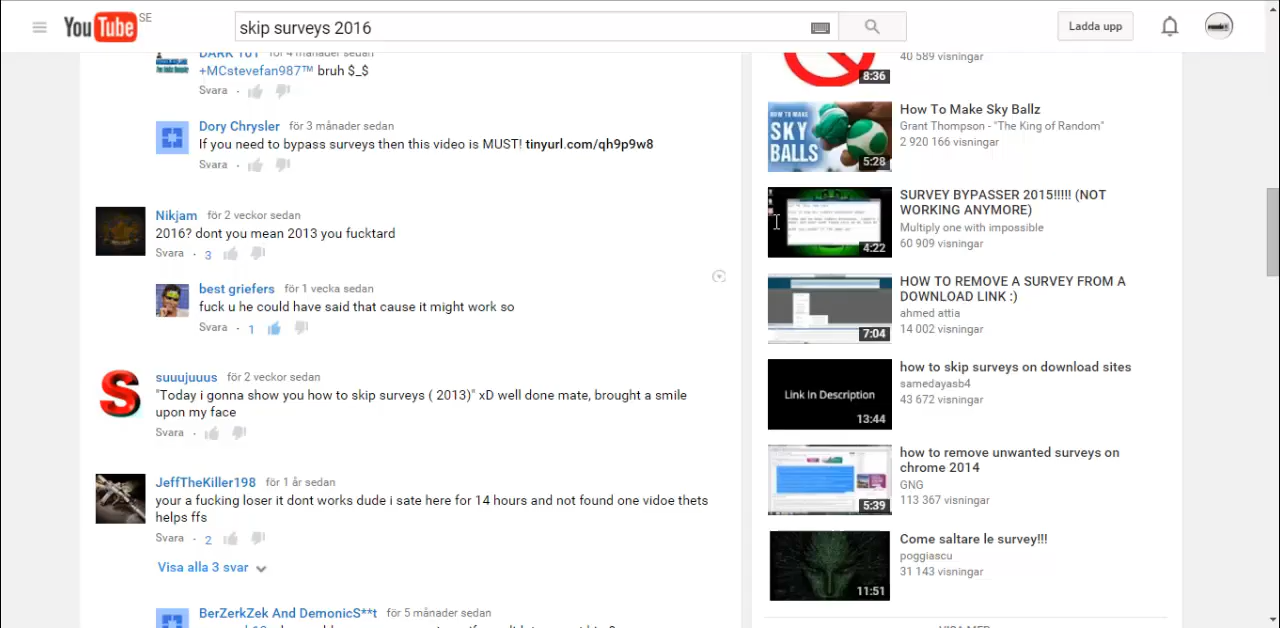 YouTube SE
skip surveys 2016
Ladda upp
DARK 101 för 4 månader sedan
+MCstevefan987™ bruh $_$
Svara
Dory Chrysler för 3 månader sedan
If you need to bypass surveys then this video is MUST! tinyurl.com/qh9p9w8
Svara
Nikjam för 2 veckor sedan
2016? dont you mean 2013 you fucktard
Svara · 3
best griefers för 1 vecka sedan
fuck u he could have said that cause it might work so
Svara · 1
suuujuuus för 2 veckor sedan
"Today i gonna show you how to skip surveys ( 2013)" xD well done mate, brought a smile
upon my face
Svara
JeffTheKiller198 för 1 år sedan
your a fucking loser it dont works dude i sate here for 14 hours and not found one vidoe thets
helps ffs
Svara · 2
Visa alla 3 svar
BerZerkZek And DemonicS**t för 5 månader sedan
40 589 visningar
8:36
How To Make Sky Ballz
Grant Thompson - "The King of Random"
2 920 166 visningar
HOW TO MAKE
SKY
BALLS
5:28
SURVEY BYPASSER 2015!!!!! (NOT
WORKING ANYMORE)
Multiply one with impossible
60 909 visningar
4:22
HOW TO REMOVE A SURVEY FROM A
DOWNLOAD LINK :)
ahmed attia
14 002 visningar
7:04
how to skip surveys on download sites
samedayasb4
43 672 visningar
Link In Description
13:44
how to remove unwanted surveys on
chrome 2014
GNG
113 367 visningar
5:39
Come saltare le survey!!!
poggiascu
31 143 visningar
11:51